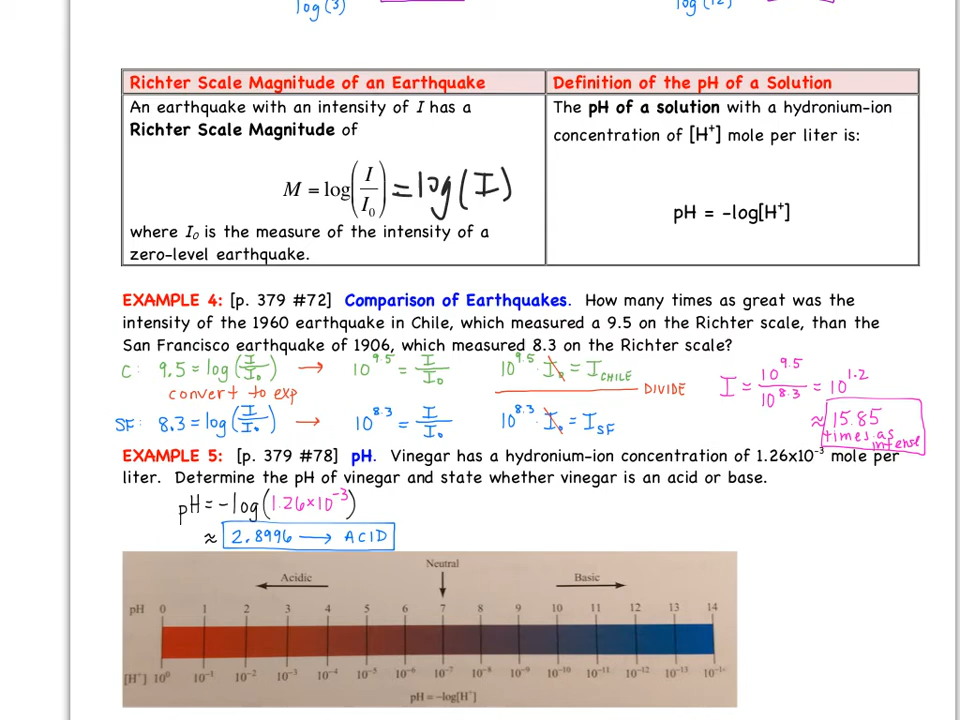 log(3) log(12)
Richter Scale Magnitude of an Earthquake
An earthquake with an intensity of I has a
Richter Scale Magnitude of
M = log(I/I₀) = log(I)
where I₀ is the measure of the intensity of a
zero-level earthquake.
Definition of the pH of a Solution
The pH of a solution with a hydronium-ion
concentration of [H⁺] mole per liter is:
pH = -log[H⁺]
EXAMPLE 4: [p. 379 #72] Comparison of Earthquakes. How many times as great was the
intensity of the 1960 earthquake in Chile, which measured a 9.5 on the Richter scale, than the
San Francisco earthquake of 1906, which measured 8.3 on the Richter scale?
C: 9.5 = log(I/I₀) → 10^9.5 = I/I₀ 10^9.5 · I₀ = I CHILE
convert to exp
DIVIDE
SF: 8.3 = log(I/I₀) → 10^8.3 = I/I₀ 10^8.3 · I₀ = I SF
I = 10^9.5/10^8.3 = 10^1.2
≈ 15.85
times as
intense
EXAMPLE 5: [p. 379 #78] pH. Vinegar has a hydronium-ion concentration of 1.26x10⁻³ mole per
liter. Determine the pH of vinegar and state whether vinegar is an acid or base.
pH = -log(1.26×10⁻³)
≈ 2.8996 → ACID
Neutral
Acidic Basic
pH 0 1 2 3 4 5 6 7 8 9 10 11 12 13 14
[H⁺] 10⁰ 10⁻¹ 10⁻² 10⁻³ 10⁻⁴ 10⁻⁵ 10⁻⁶ 10⁻⁷ 10⁻⁸ 10⁻⁹ 10⁻¹⁰ 10⁻¹¹ 10⁻¹² 10⁻¹³ 10⁻¹⁴
pH = -log[H⁺]